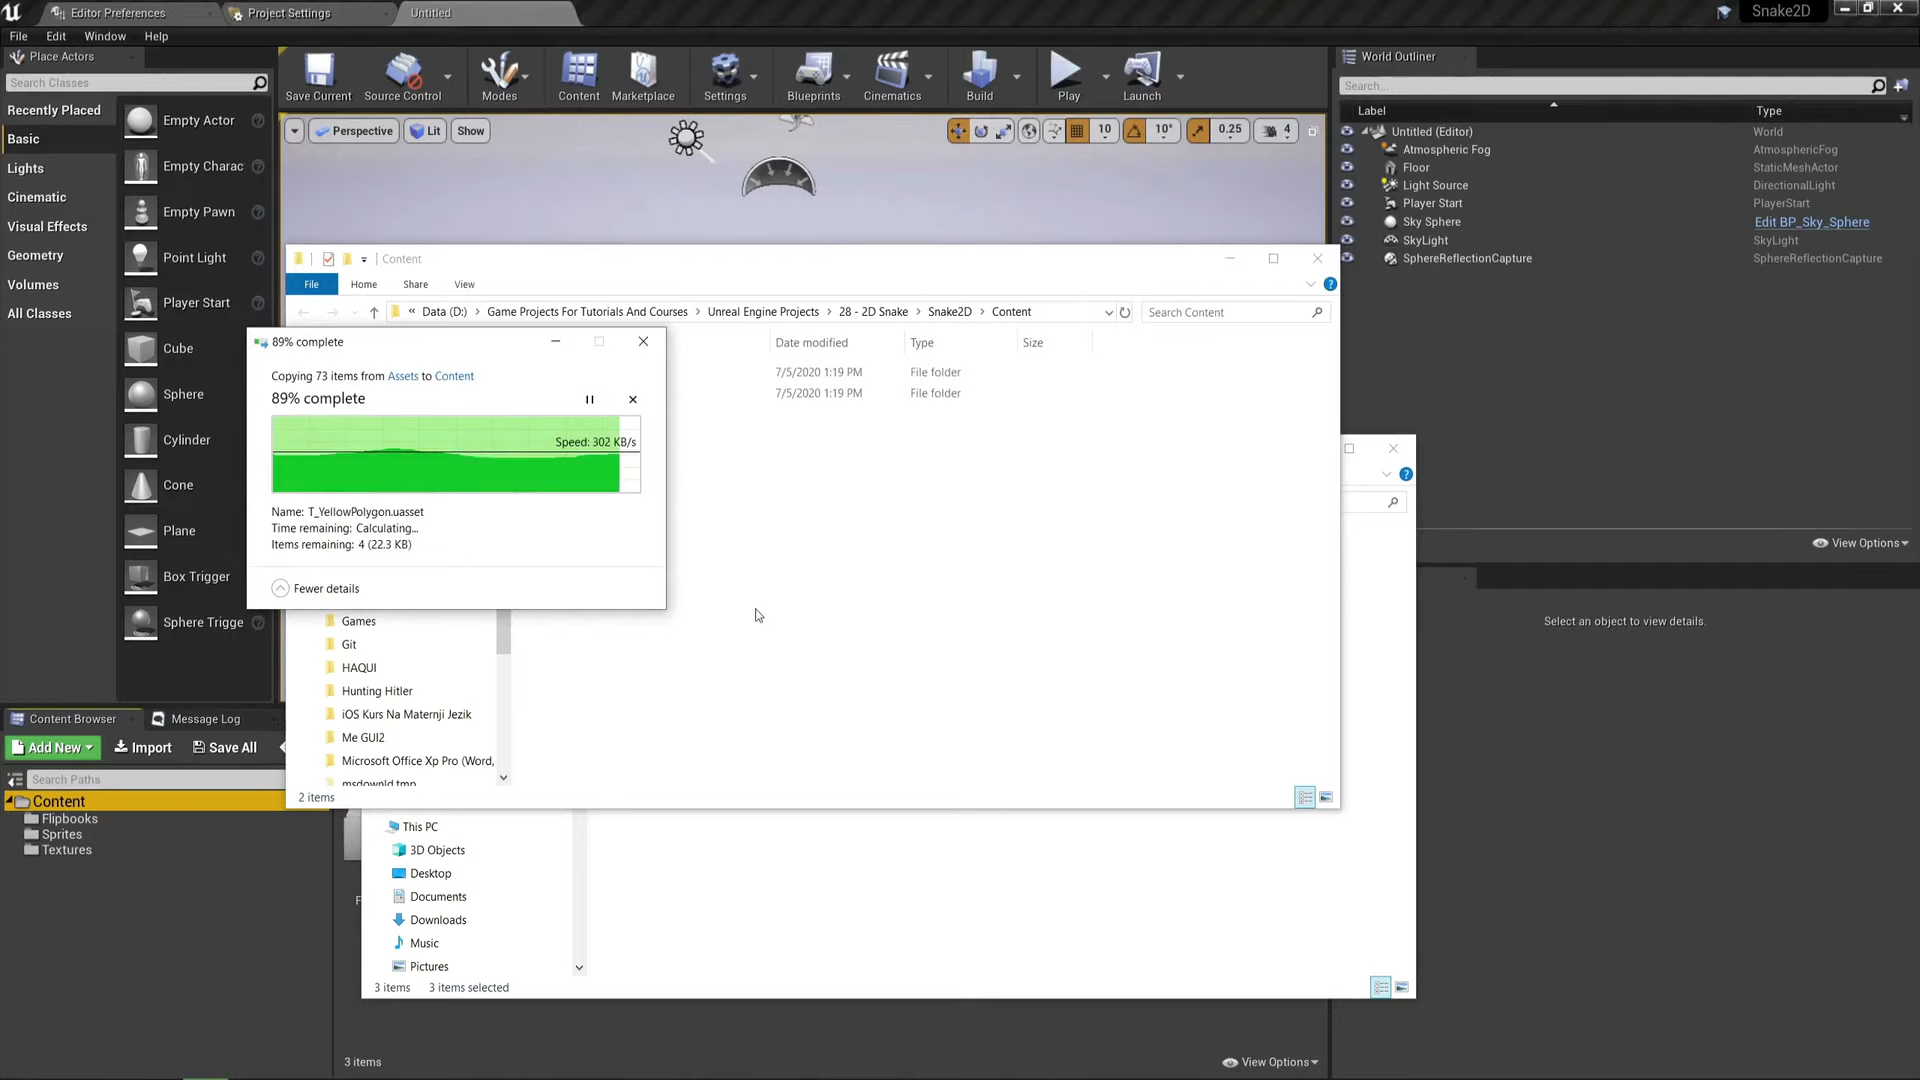 Editor Preferences
Project Settings
Untitled
Snake2D
File Edit Window Help
Place Actors
Search Classes
Recently Placed
Basic
Lights
Cinematic
Visual Effects
Geometry
Volumes
All Classes
Empty Actor
Empty Charac
Empty Pawn
Point Light
Player Start
Cube
Sphere
Cylinder
Cone
Plane
Box Trigger
Sphere Trigge
Save Current
Source Control
Modes
Content
Marketplace
Settings
Blueprints
Cinematics
Build
Play
Launch
Perspective
Lit
Show
10
10°
0.25
4
World Outliner
Search...
Label Type
Untitled (Editor) World
Atmospheric Fog AtmosphericFog
Floor StaticMeshActor
Light Source DirectionalLight
Player Start PlayerStart
Sky Sphere Edit BP_Sky_Sphere
SkyLight SkyLight
SphereReflectionCapture SphereReflectionCapture
View Options
Select an object to view details.
Content
File Home Share View
« Data (D:) › Game Projects For Tutorials And Courses › Unreal Engine Projects › 28 - 2D Snake › Snake2D › Content
Search Content
Date modified Type Size
7/5/2020 1:19 PM File folder
7/5/2020 1:19 PM File folder
89% complete
Copying 73 items from Assets to Content
89% complete
Speed: 302 KB/s
Name: T_YellowPolygon.uasset
Time remaining: Calculating...
Items remaining: 4 (22.3 KB)
Fewer details
Games
Git
HAQUI
Hunting Hitler
iOS Kurs Na Maternji Jezik
Me GUI2
Microsoft Office Xp Pro (Word,
msdownld.tmp
2 items
This PC
3D Objects
Desktop
Documents
Downloads
Music
Pictures
3 items 3 items selected
Content Browser
Message Log
Add New
Import
Save All
Search Paths
Content
Flipbooks
Sprites
Textures
F
3 items
View Options